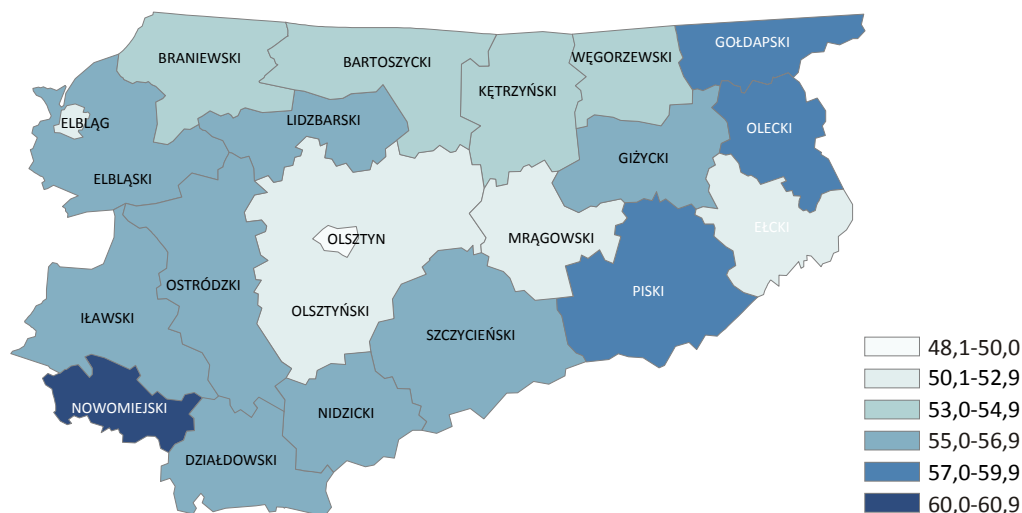 GOŁDAPSKI
BRANIEWSKI
BARTOSZYCKI
WĘGORZEWSKI
KĘTRZYŃSKI
ELBLĄG
LIDZBARSKI
OLECKI
GIŻYCKI
ELBLĄSKI
EŁCKI
OLSZTYN
MRĄGOWSKI
OSTRÓDZKI
PISKI
OLSZTYŃSKI
IŁAWSKI
SZCZYCIEŃSKI
NOWOMIEJSKI
NIDZICKI
DZIAŁDOWSKI
48,1-50,0
50,1-52,9
53,0-54,9
55,0-56,9
57,0-59,9
60,0-60,9